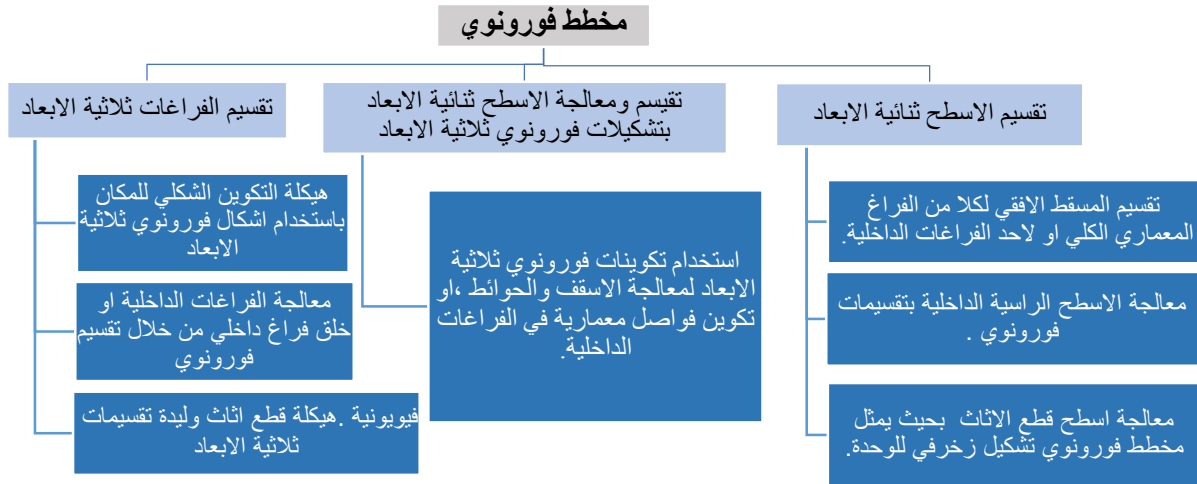 مخطط فورونوي
تقسيم الاسطح ثنائية الابعاد
تقسيم المسقط الافقي لكلا من الفراغ
المعماري الكلي او لاحد الفراغات الداخلية.
معالجة الاسطح الراسية الداخلية بتقسيمات
فورونوي .
معالجة اسطح قطع الاثاث بحيث يمثل
مخطط فورونوي تشكيل زخرفي للوحدة.
تقيسم ومعالجة الاسطح ثنائية الابعاد
بتشكيلات فورونوي ثلاثية الابعاد
استخدام تكوينات فورونوي ثلاثية
الابعاد لمعالجة الاسقف والحوائط ،او
تكوين فواصل معمارية في الفراغات
الداخلية.
تقسيم الفراغات ثلاثية الابعاد
هيكلة التكوين الشكلي للمكان
باستخدام اشكال فورونوي ثلاثية
الابعاد
معالجة الفراغات الداخلية او
خلق فراغ داخلي من خلال تقسيم
فورونوي
فيويونية .هيكلة قطع اثاث وليدة تقسيمات
ثلاثية الابعاد